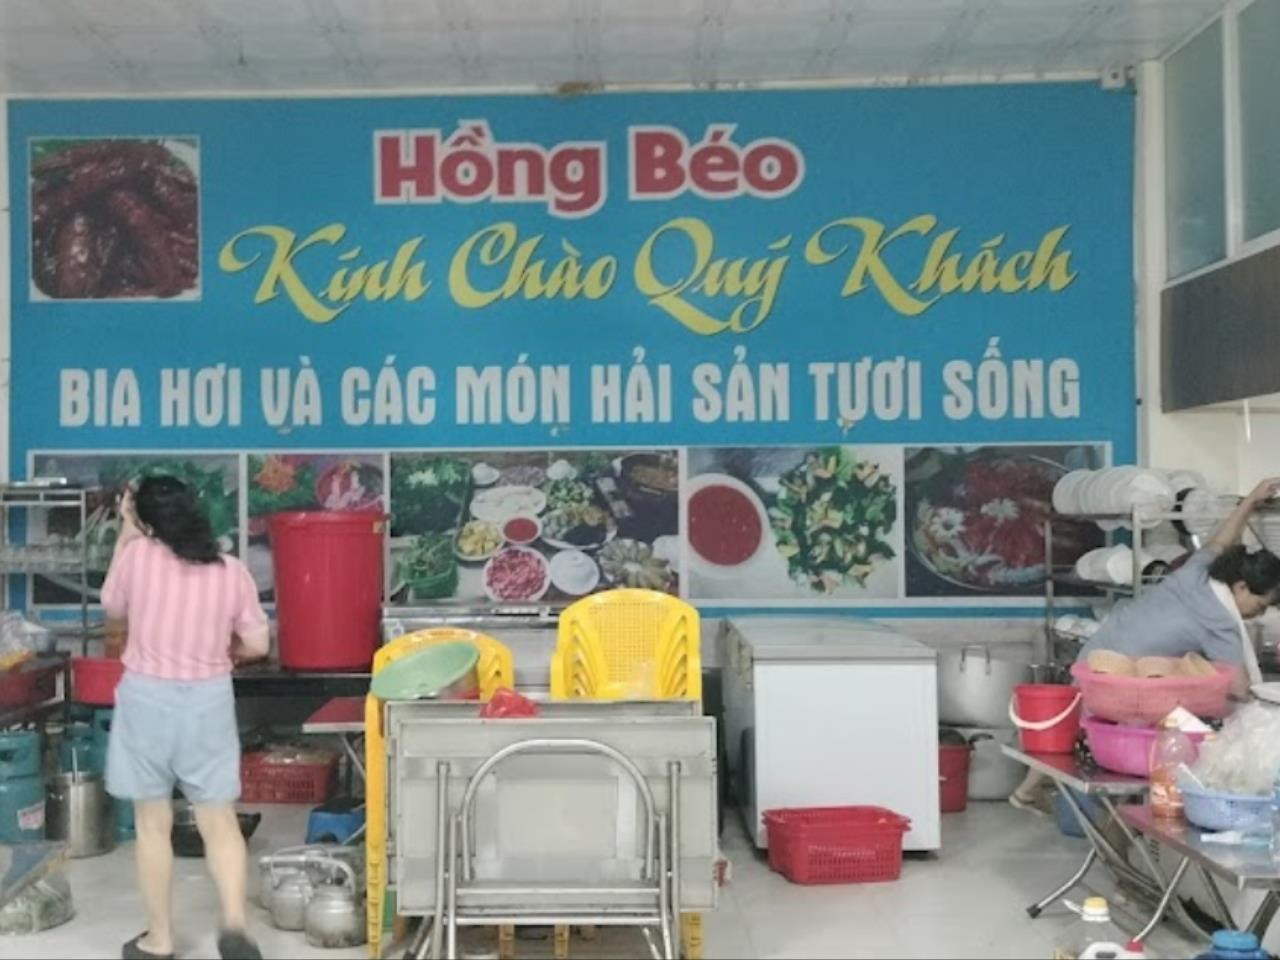 Hồng Béo
Kính Chào Quý Khách
BIA HƠI VÀ CÁC MÓN HẢI SẢN TƯƠI SỐNG